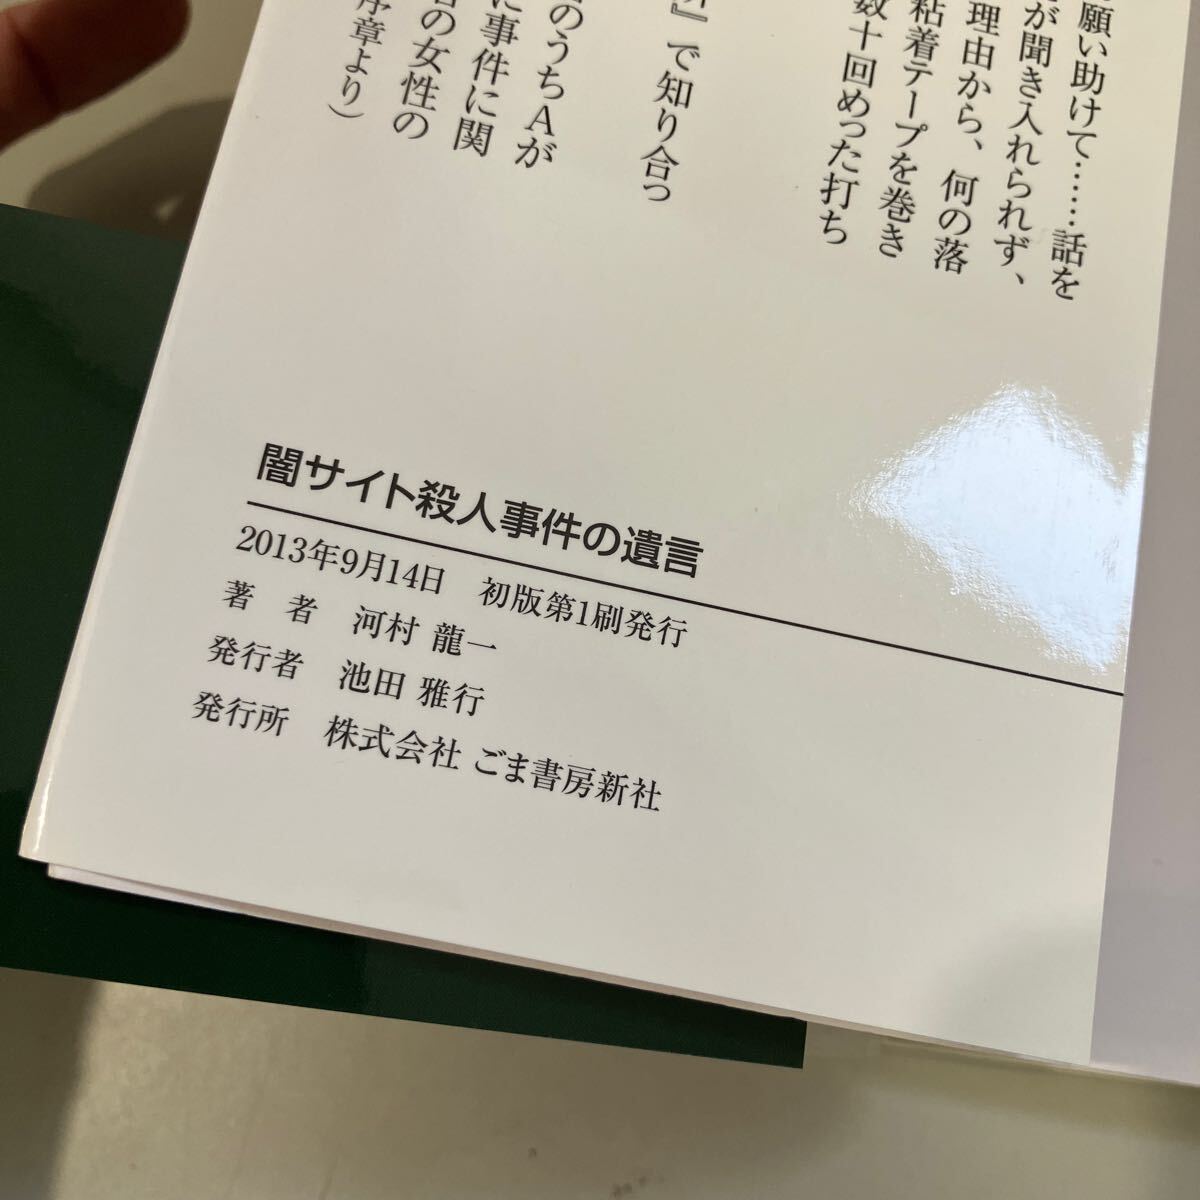 願い助けて……話を
が聞き入れられず、
理由から、何の落
粘着テープを巻き
数十回めった打ち
』で知り合っ
のうちAが
に事件に関
の女性の
序章より）
闇サイト殺人事件の遺言
2013年9月14日　初版第1刷発行
著　者　河村 龍一
発行者　池田 雅行
発行所　株式会社 ごま書房新社